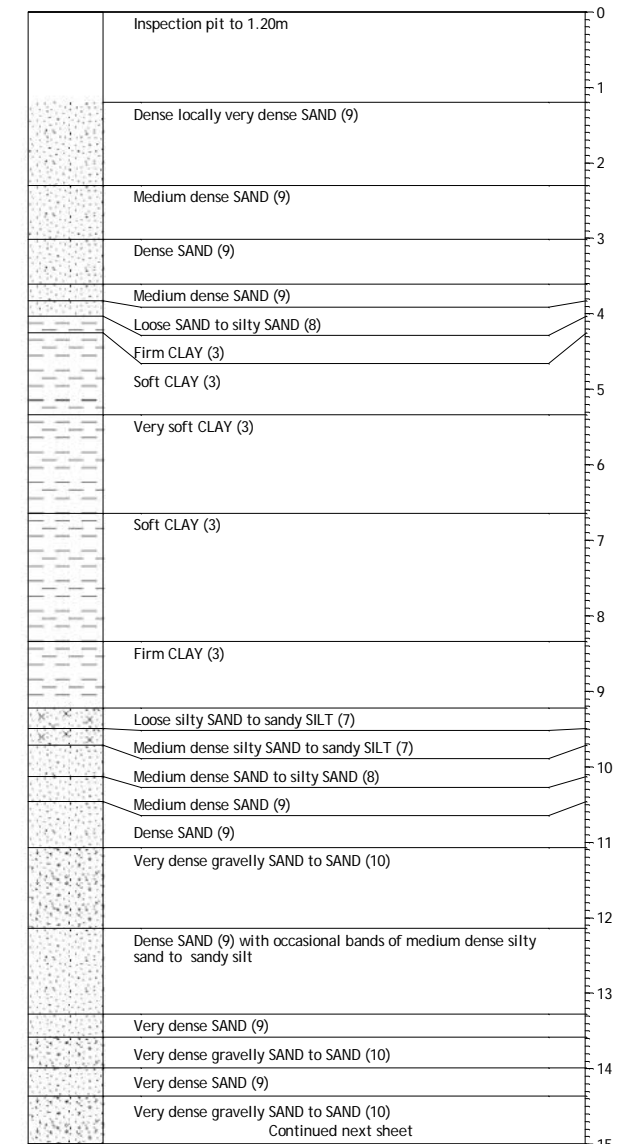 0
Inspection pit to 1.20m
1
Dense locally very dense SAND (9)
2
Medium dense SAND (9)
3
Dense SAND (9)
Medium dense SAND (9)
4
Loose SAND to silty SAND (8)
Firm CLAY (3)
Soft CLAY (3)
5
Very soft CLAY (3)
6
Soft CLAY (3)
7
8
Firm CLAY (3)
9
Loose silty SAND to sandy SILT (7)
Medium dense silty SAND to sandy SILT (7)
10
Medium dense SAND to silty SAND (8)
Medium dense SAND (9)
Dense SAND (9)
11
Very dense gravelly SAND to SAND (10)
12
Dense SAND (9) with occasional bands of medium dense silty
sand to sandy silt
13
Very dense SAND (9)
Very dense gravelly SAND to SAND (10)
14
Very dense SAND (9)
Very dense gravelly SAND to SAND (10)
Continued next sheet
15